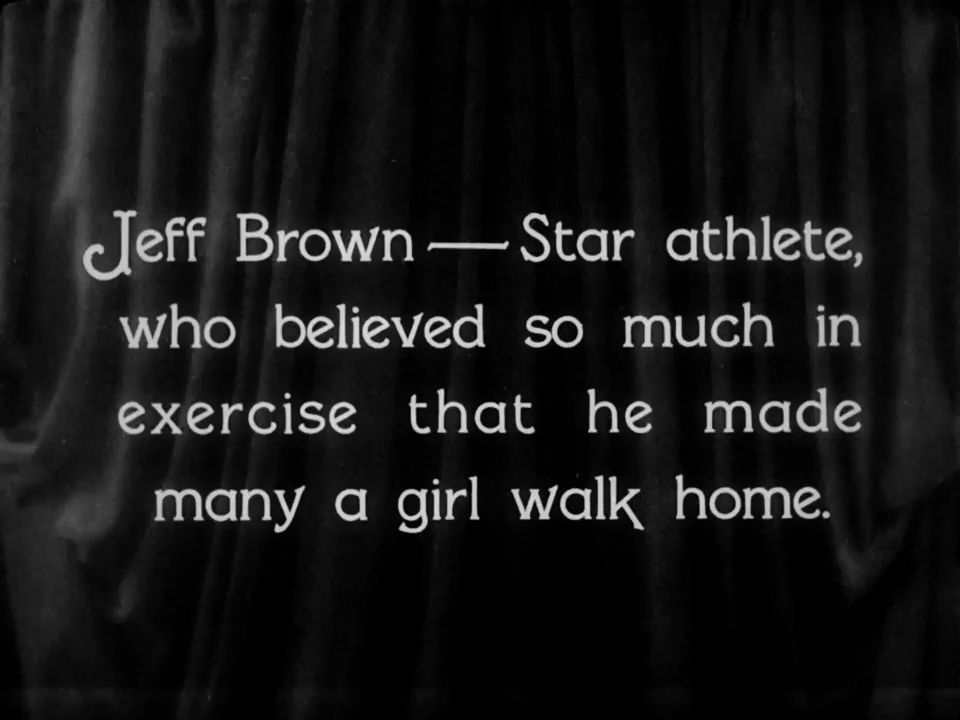 Jeff Brown — Star athlete,
who believed so much in
exercise that he made
many a girl walk home.